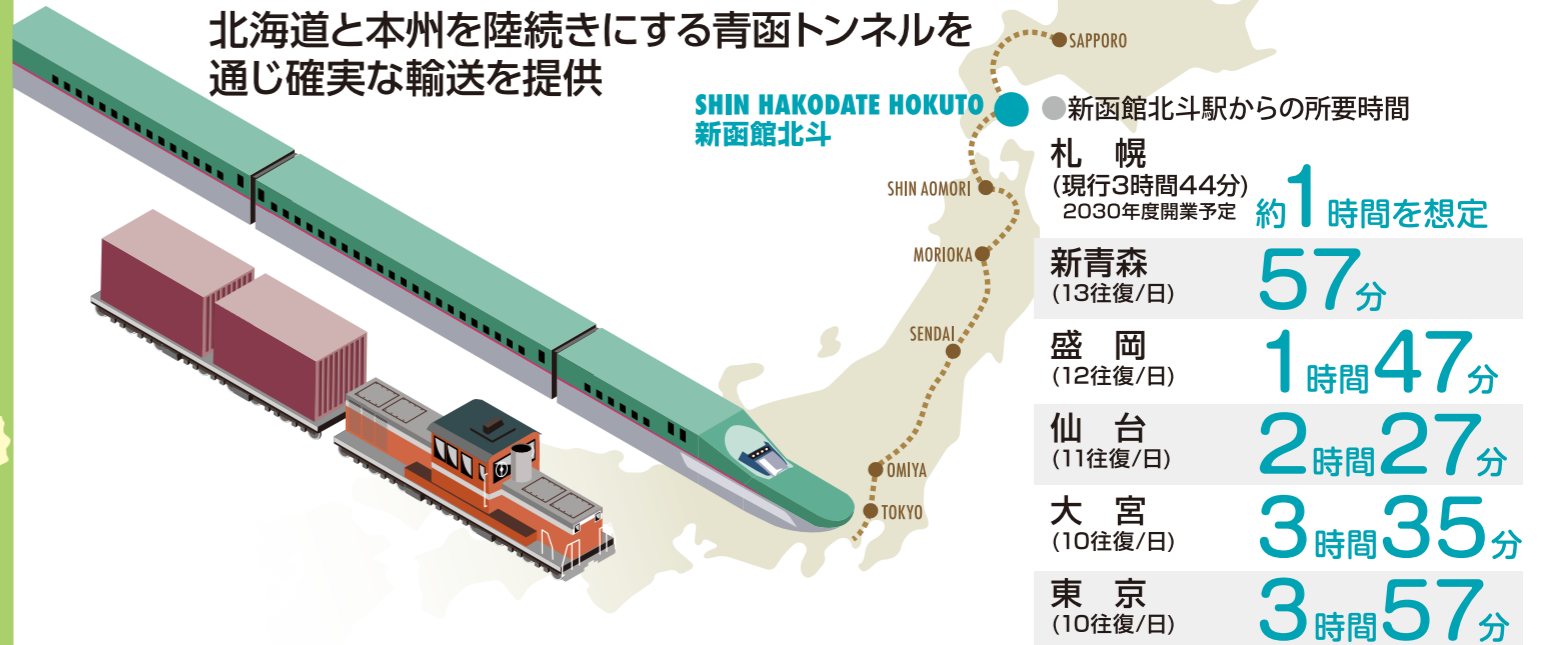 北海道と本州を陸続きにする青函トンネルを
通じ確実な輸送を提供
SAPPORO
SHIN HAKODATE HOKUTO
新函館北斗
SHIN AOMORI
MORIOKA
SENDAI
OMIYA
TOKYO
●新函館北斗駅からの所要時間
札 幌
(現行3時間44分)
2030年度開業予定
約1時間を想定
新青森
(13往復/日)
57分
盛 岡
(12往復/日)
1時間47分
仙 台
(11往復/日)
2時間27分
大 宮
(10往復/日)
3時間35分
東 京
(10往復/日)
3時間57分